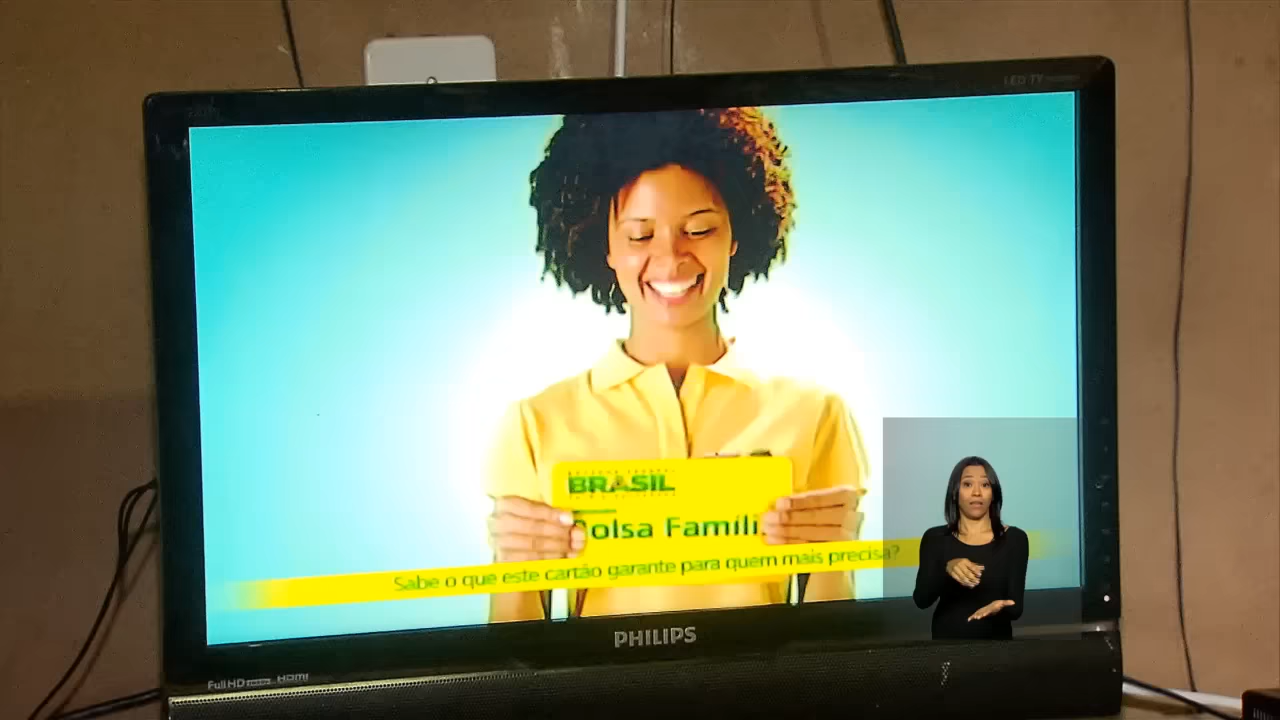 LED TV
BRASIL
Bolsa Famíli
Sabe o que este cartão garante para quem mais precisa?
PHILIPS
Full HD HDMI